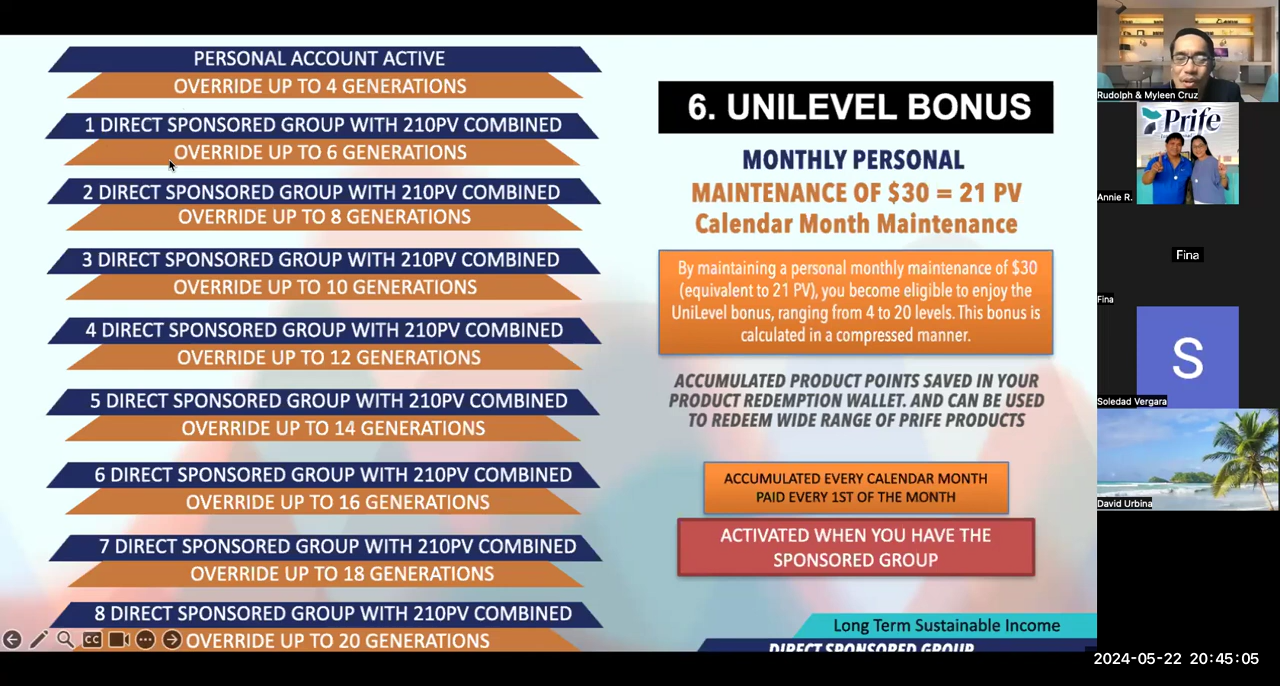 PERSONAL ACCOUNT ACTIVE
OVERRIDE UP TO 4 GENERATIONS
1 DIRECT SPONSORED GROUP WITH 210PV COMBINED
OVERRIDE UP TO 6 GENERATIONS
2 DIRECT SPONSORED GROUP WITH 210PV COMBINED
OVERRIDE UP TO 8 GENERATIONS
3 DIRECT SPONSORED GROUP WITH 210PV COMBINED
OVERRIDE UP TO 10 GENERATIONS
4 DIRECT SPONSORED GROUP WITH 210PV COMBINED
OVERRIDE UP TO 12 GENERATIONS
5 DIRECT SPONSORED GROUP WITH 210PV COMBINED
OVERRIDE UP TO 14 GENERATIONS
6 DIRECT SPONSORED GROUP WITH 210PV COMBINED
OVERRIDE UP TO 16 GENERATIONS
7 DIRECT SPONSORED GROUP WITH 210PV COMBINED
OVERRIDE UP TO 18 GENERATIONS
8 DIRECT SPONSORED GROUP WITH 210PV COMBINED
CC
OVERRIDE UP TO 20 GENERATIONS
6. UNILEVEL BONUS
MONTHLY PERSONAL
MAINTENANCE OF $30 = 21 PV
Calendar Month Maintenance
By maintaining a personal monthly maintenance of $30
(equivalent to 21 PV), you become eligible to enjoy the
UniLevel bonus, ranging from 4 to 20 levels. This bonus is
calculated in a compressed manner.
ACCUMULATED PRODUCT POINTS SAVED IN YOUR
PRODUCT REDEMPTION WALLET. AND CAN BE USED
TO REDEEM WIDE RANGE OF PRIFE PRODUCTS
ACCUMULATED EVERY CALENDAR MONTH
PAID EVERY 1ST OF THE MONTH
ACTIVATED WHEN YOU HAVE THE
SPONSORED GROUP
Long Term Sustainable Income
DIRECT SPONSORED GROUP
Rudolph & Myleen Cruz
Prife
Annie R.
Fina
Fina
S
Soledad Vergara
David Urbina
2024-05-22 20:45:05